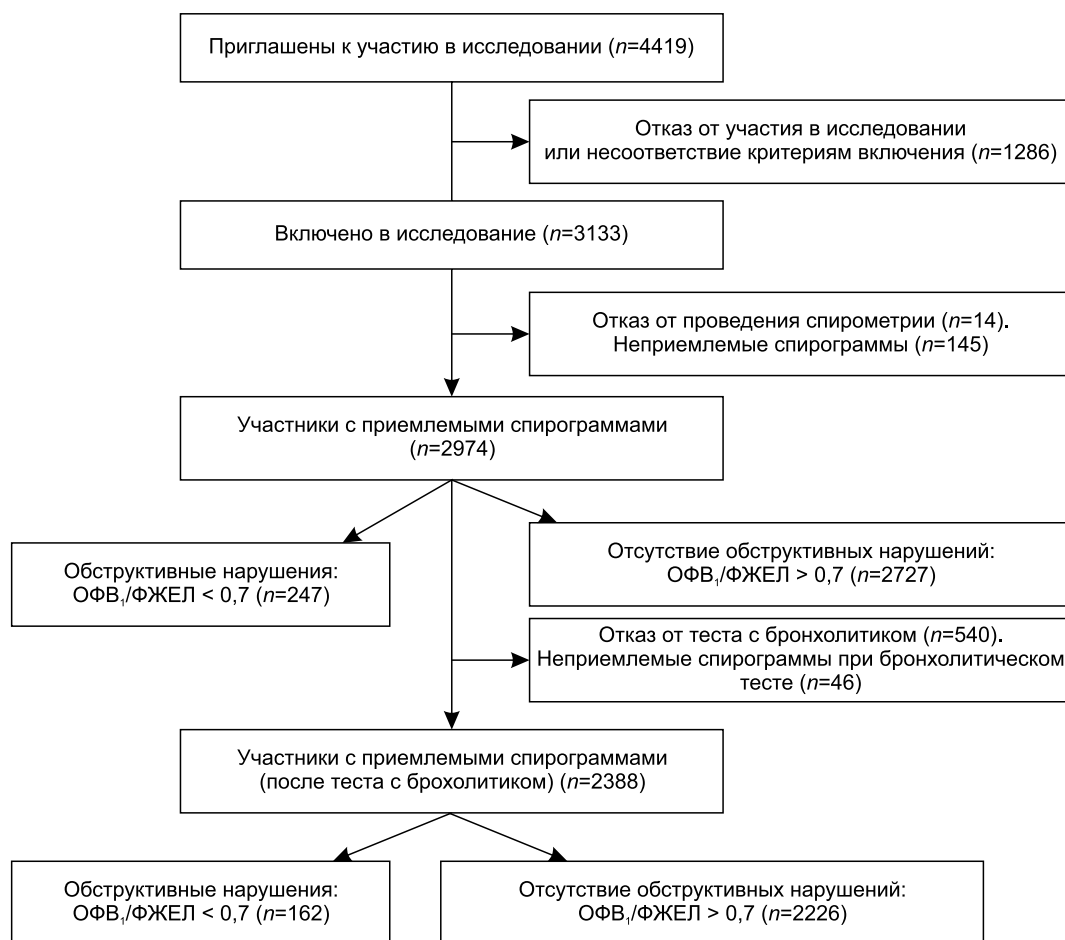 Приглашены к участию в исследовании (n=4419)
Отказ от участия в исследовании
или несоответствие критериям включения (n=1286)
Включено в исследование (n=3133)
Отказ от проведения спирометрии (n=14).
Неприемлемые спирограммы (n=145)
Участники с приемлемыми спирограммами
(n=2974)
Обструктивные нарушения:
ОФВ₁/ФЖЕЛ < 0,7 (n=247)
Отсутствие обструктивных нарушений:
ОФВ₁/ФЖЕЛ > 0,7 (n=2727)
Отказ от теста с бронхолитиком (n=540).
Неприемлемые спирограммы при бронхолитическом
тесте (n=46)
Участники с приемлемыми спирограммами
(после теста с брохолитиком) (n=2388)
Обструктивные нарушения:
ОФВ₁/ФЖЕЛ < 0,7 (n=162)
Отсутствие обструктивных нарушений:
ОФВ₁/ФЖЕЛ > 0,7 (n=2226)